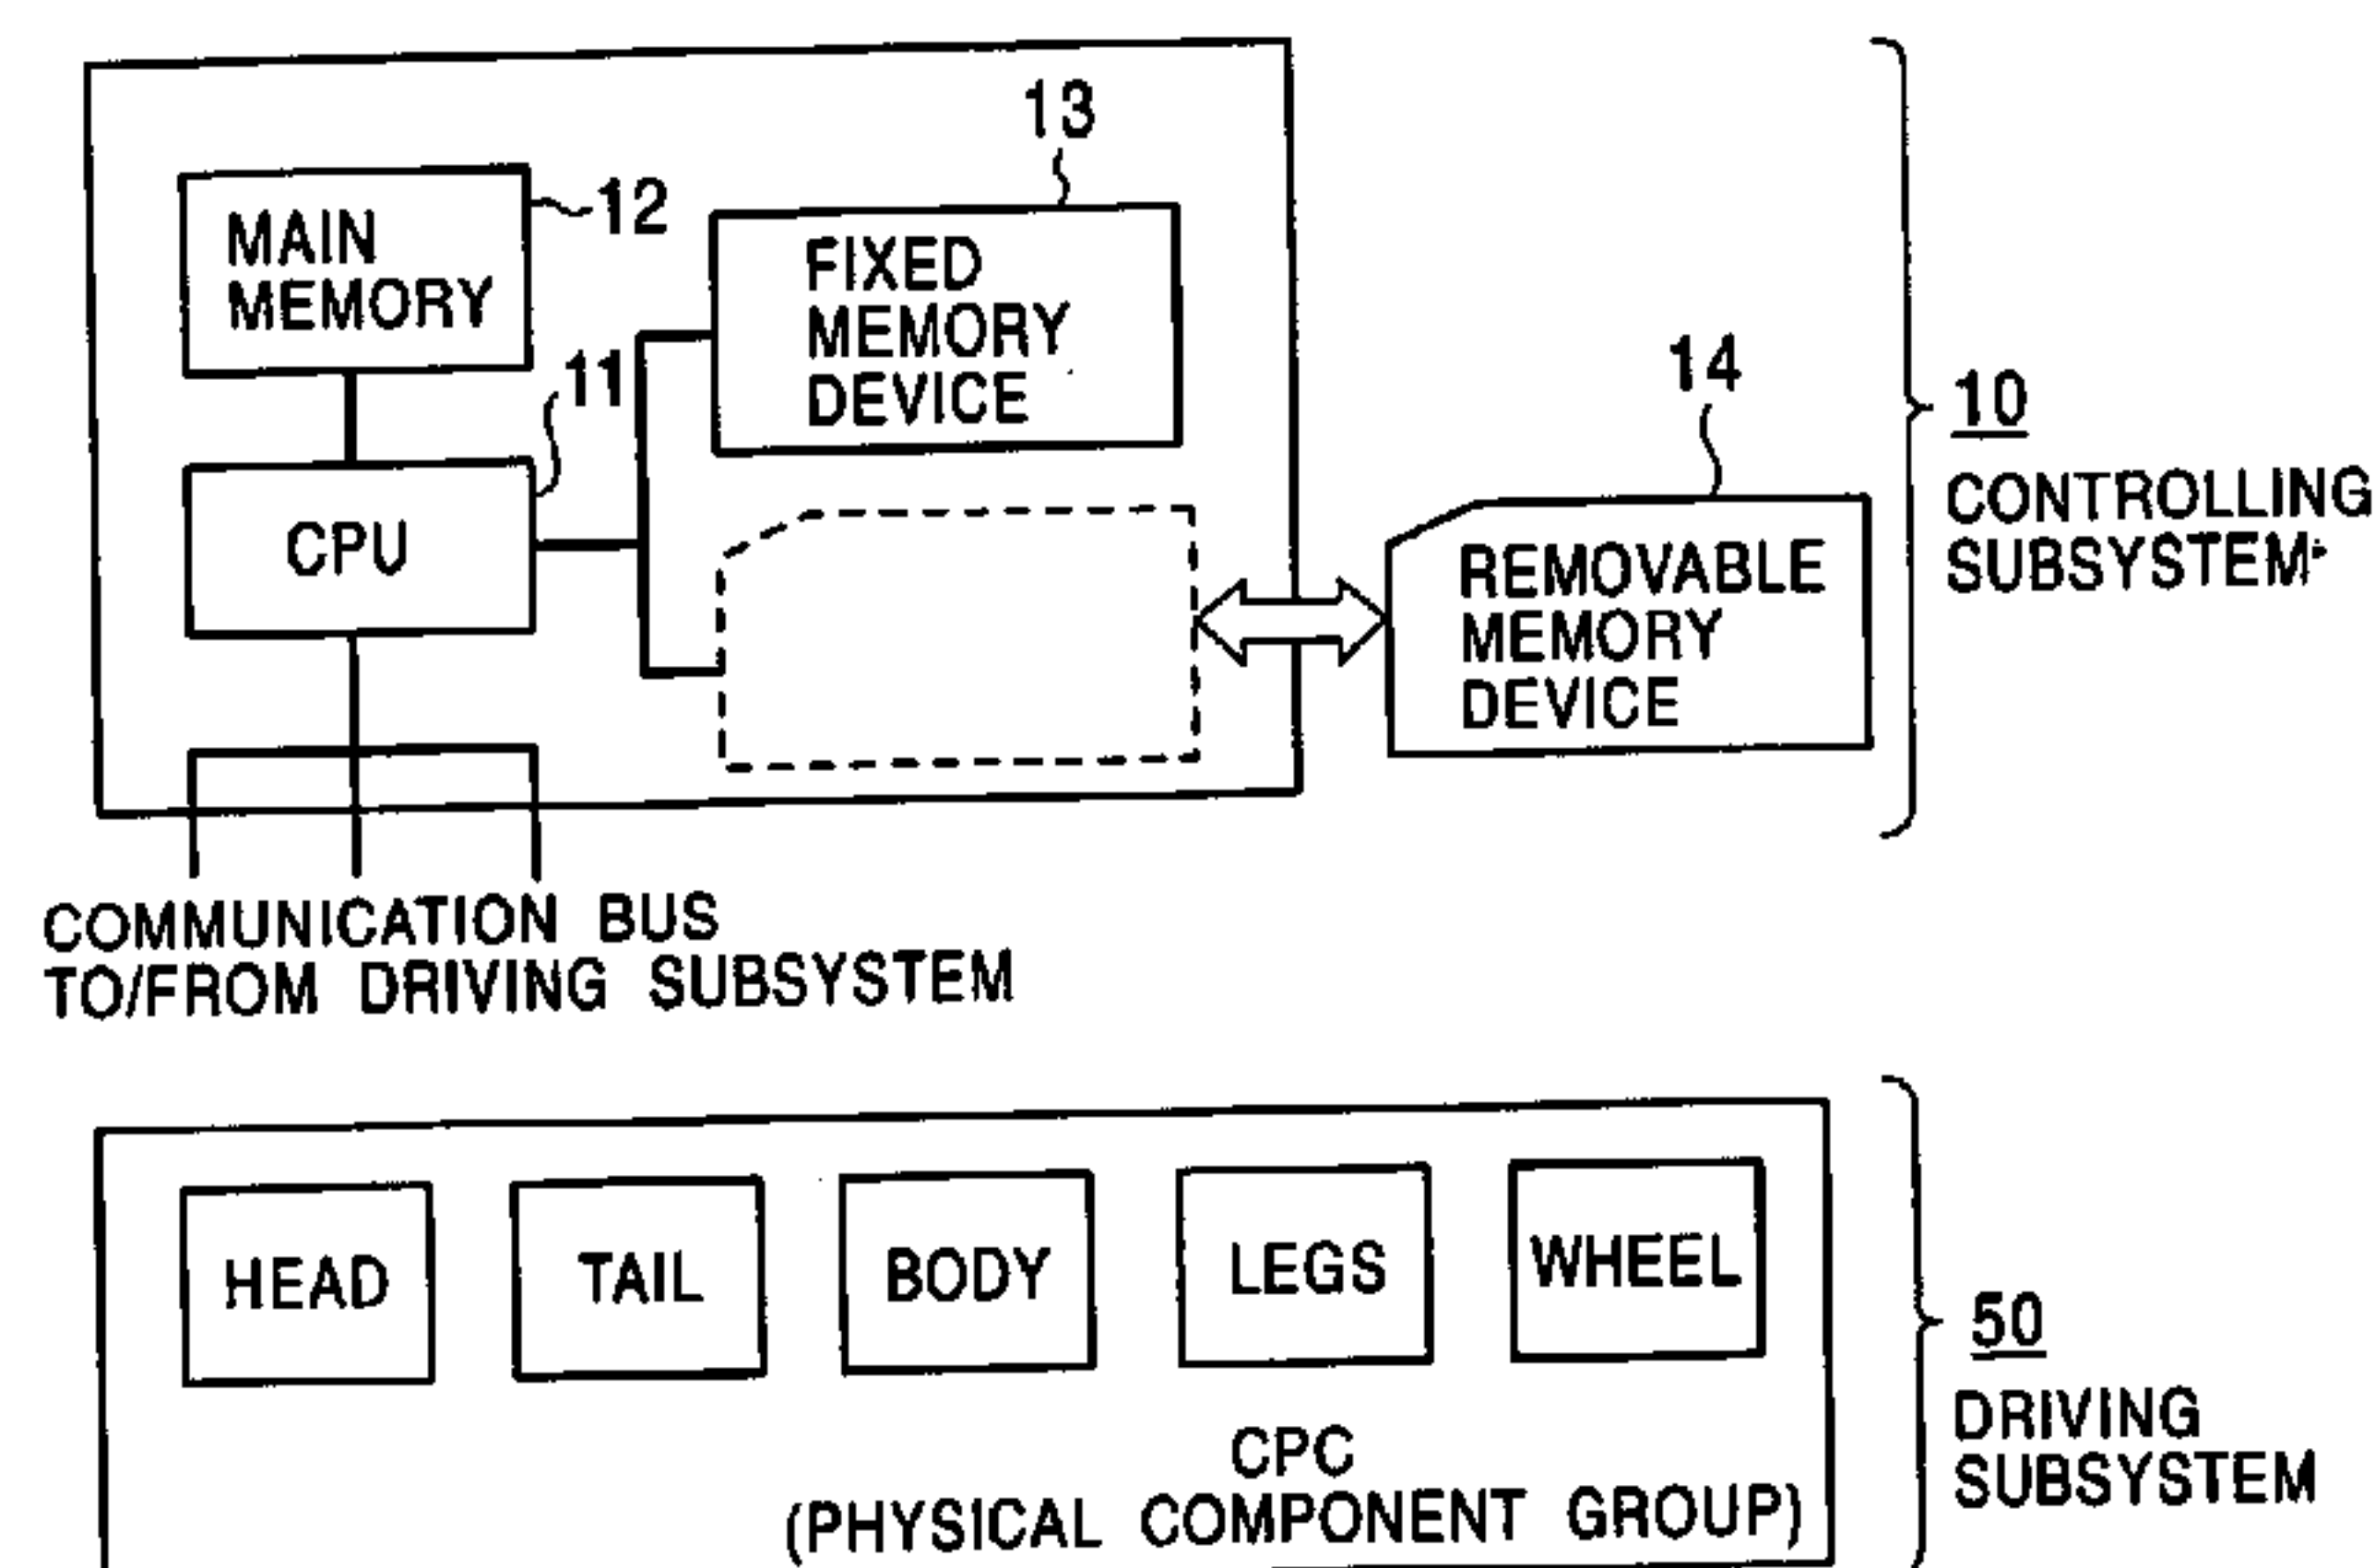 13
12
MAIN
MEMORY
FIXED
MEMORY
DEVICE
11
14
10
CPU
CONTROLLING
SUBSYSTEM
REMOVABLE
MEMORY
DEVICE
COMMUNICATION BUS
TO/FROM DRIVING SUBSYSTEM
HEAD
TAIL
BODY
LEGS
WHEEL
50
DRIVING
SUBSYSTEM
CPC
(PHYSICAL COMPONENT GROUP)